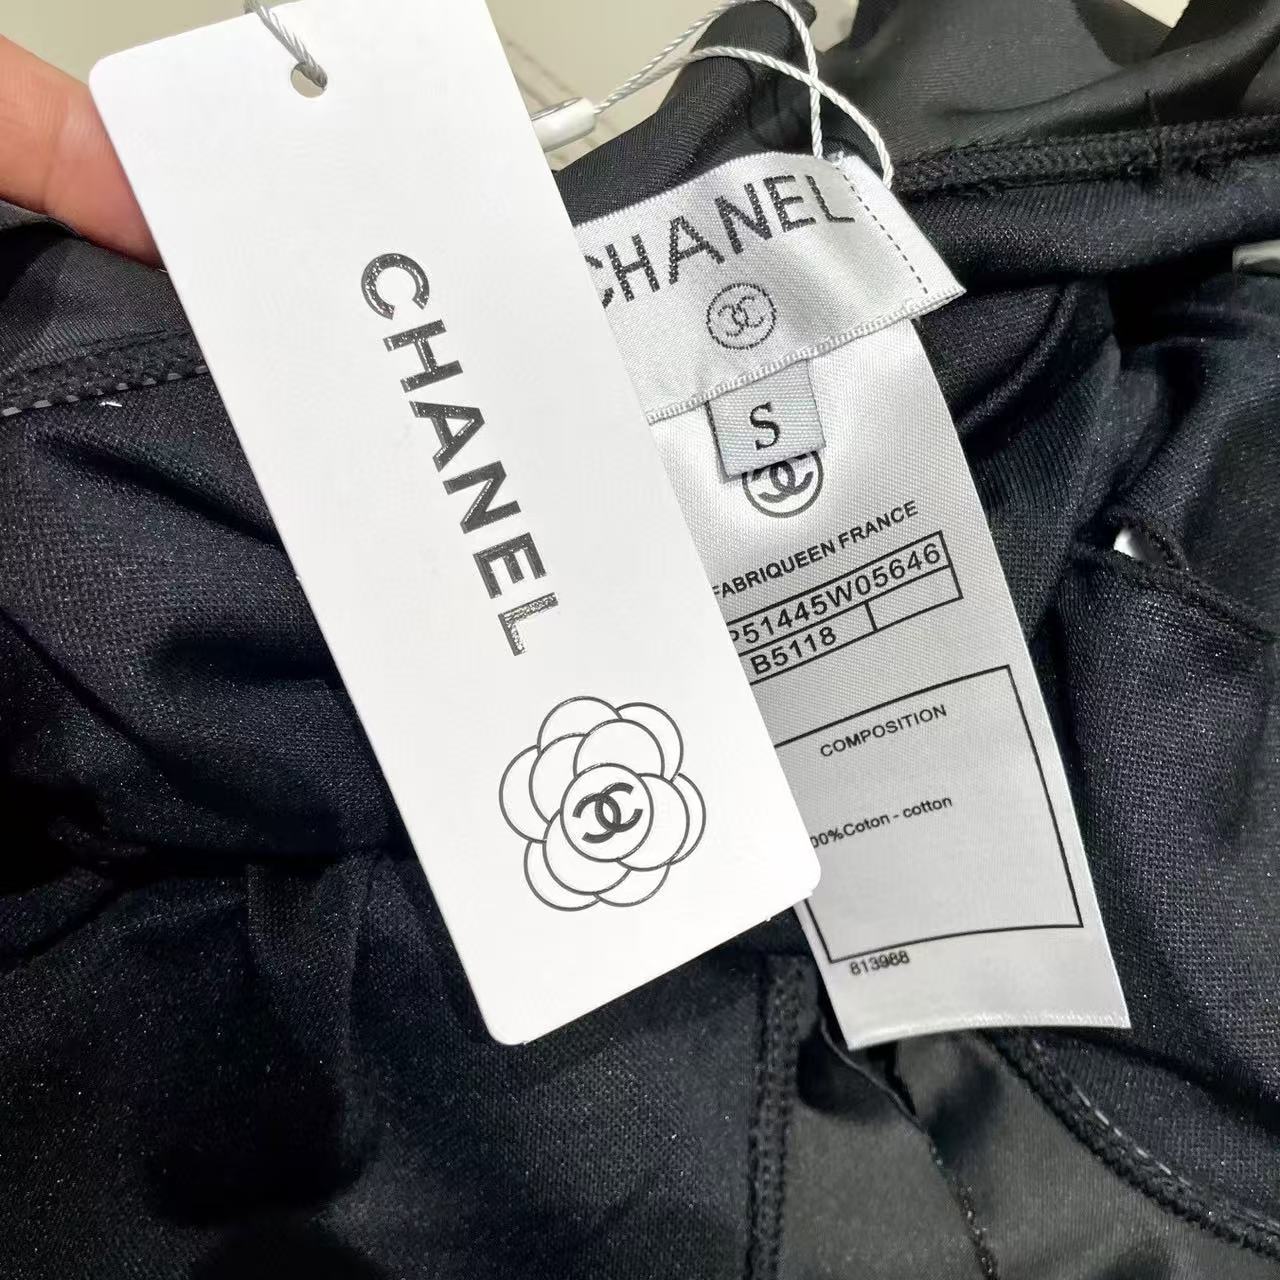 CHANEL
CHANEL
S
FABRIQUEEN FRANCE
P51445W05646
B5118
COMPOSITION
00%Coton - cotton
813988